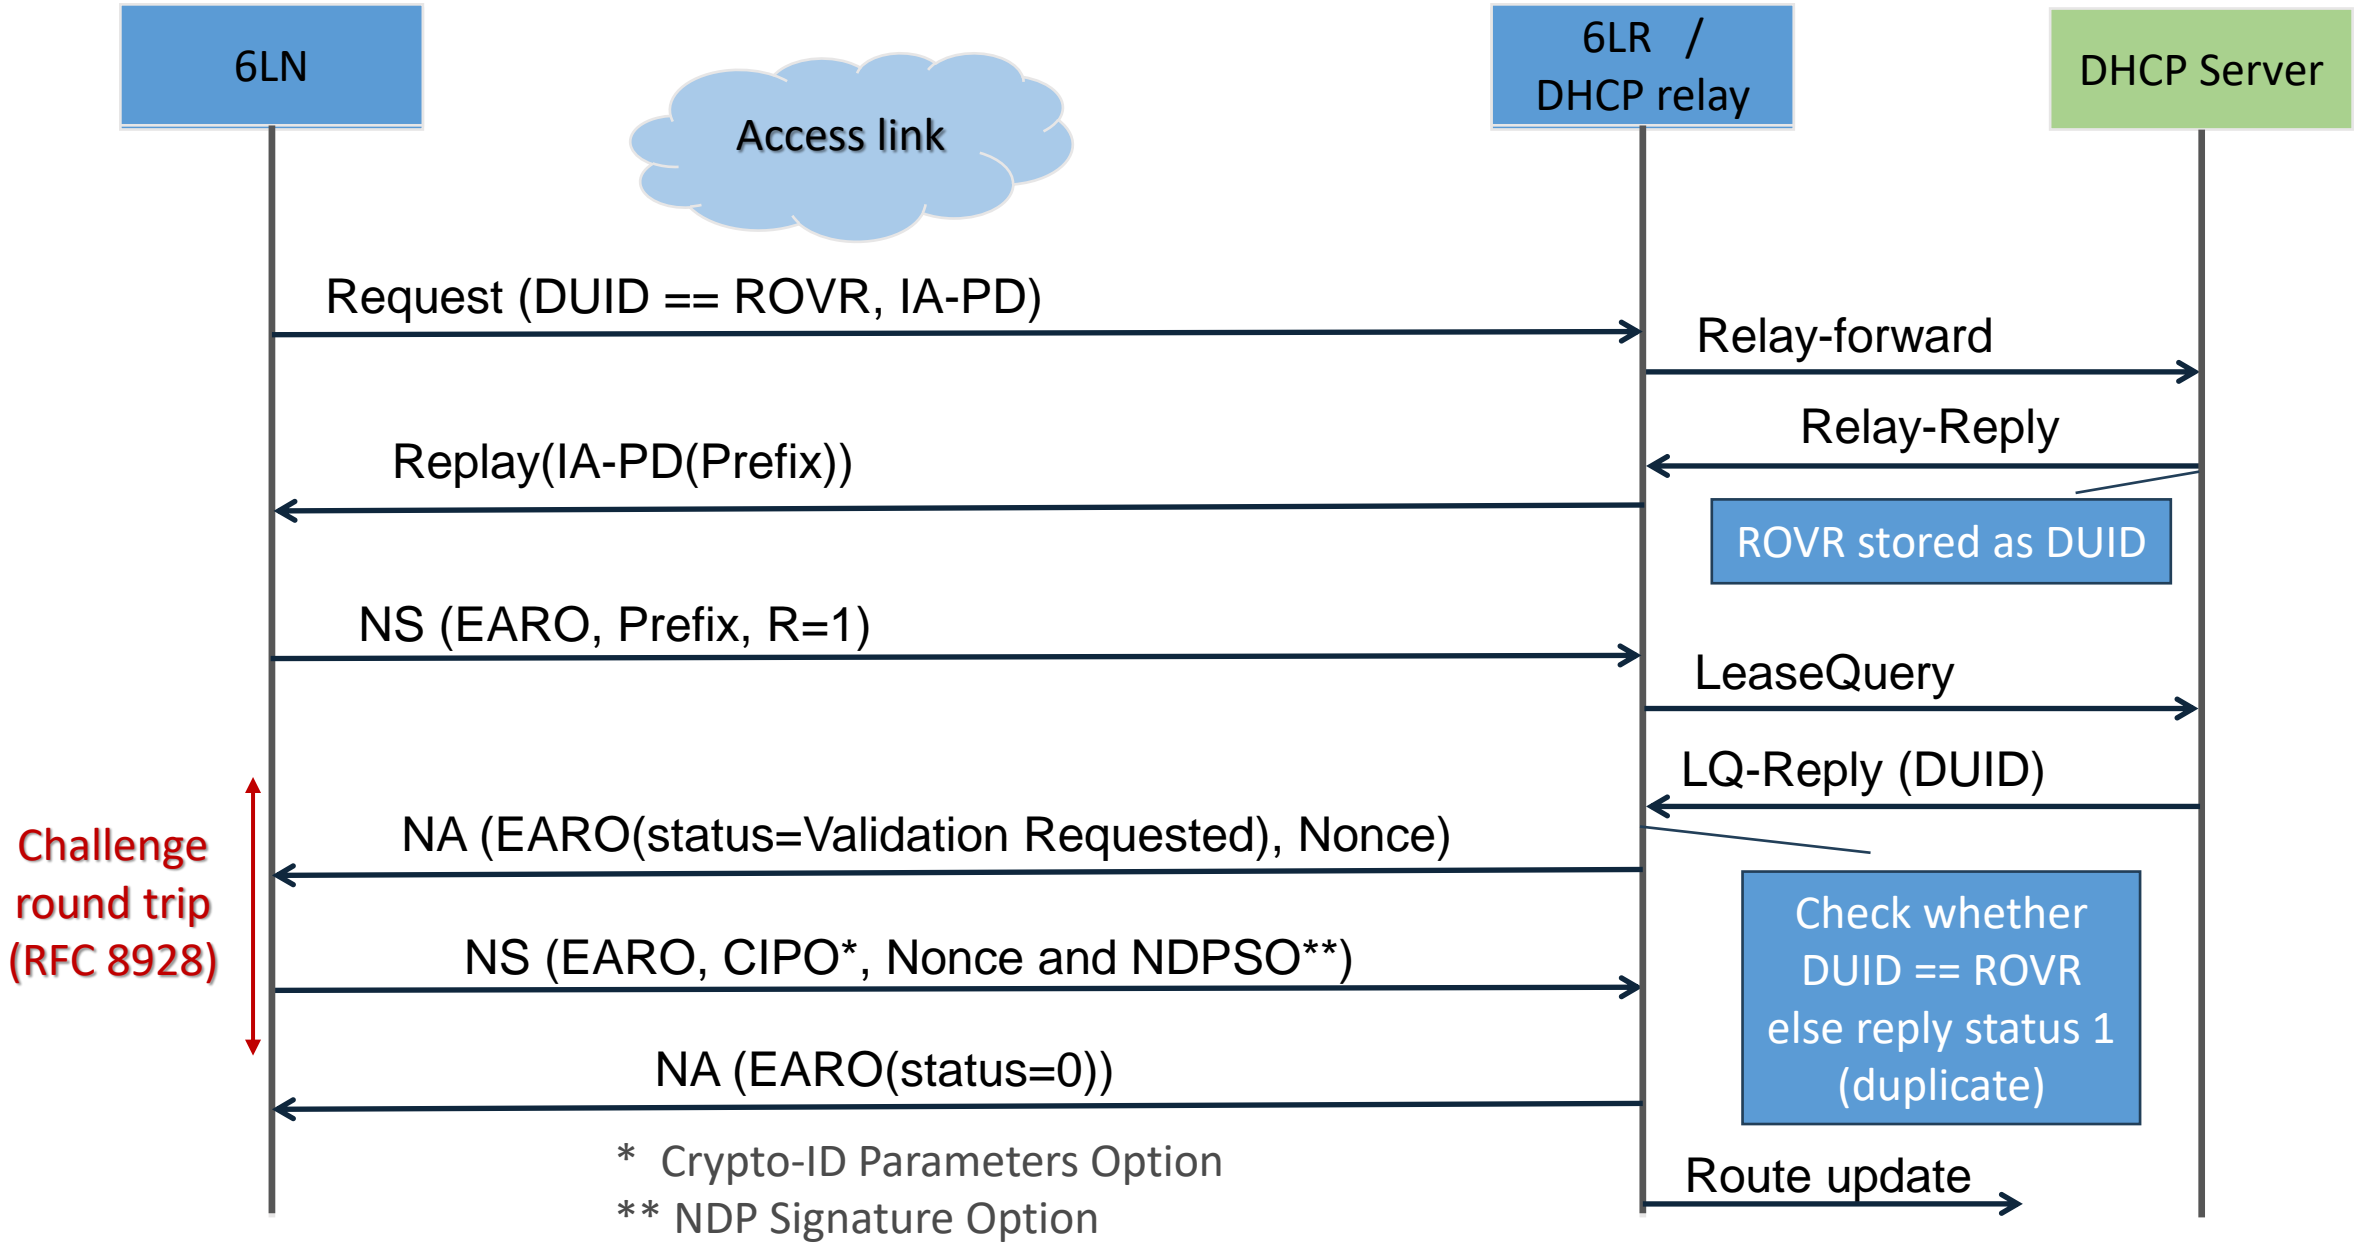 6LN
Access link
6LR /
DHCP relay
DHCP Server
Request (DUID == ROVR, IA-PD)
Relay-forward
Relay-Reply
Replay(IA-PD(Prefix))
ROVR stored as DUID
NS (EARO, Prefix, R=1)
LeaseQuery
LQ-Reply (DUID)
NA (EARO(status=Validation Requested), Nonce)
Challenge
round trip
(RFC 8928)
Check whether
DUID == ROVR
else reply status 1
(duplicate)
NS (EARO, CIPO*, Nonce and NDPSO**)
NA (EARO(status=0))
* Crypto-ID Parameters Option
** NDP Signature Option
Route update